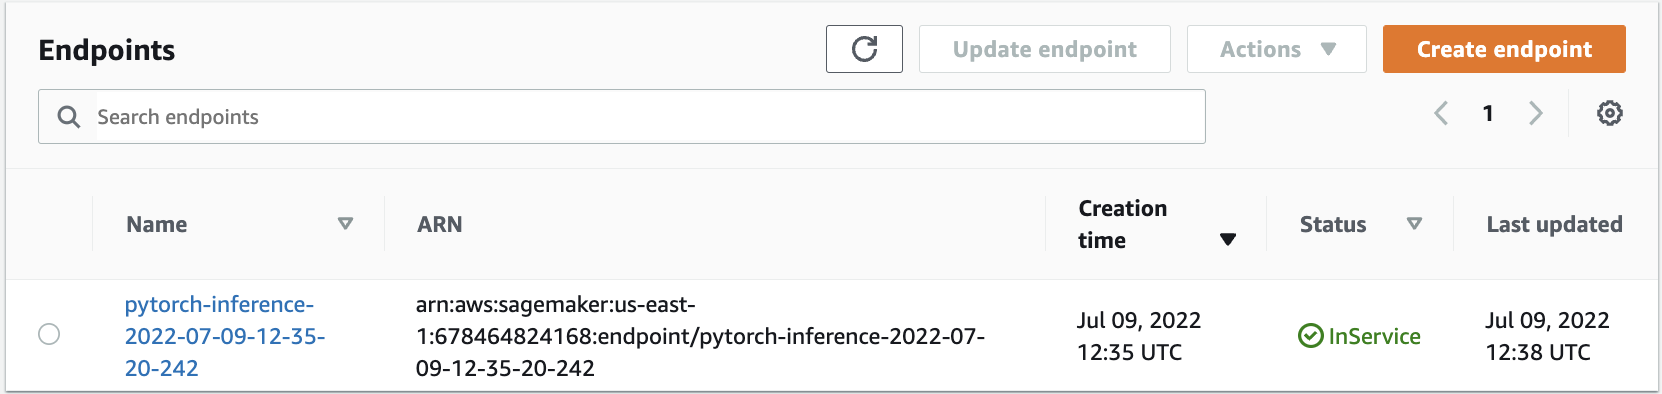 Endpoints
Update endpoint
Actions
Create endpoint
Search endpoints
1
Name
ARN
Creation
time
Status
Last updated
pytorch-inference-
2022-07-09-12-35-
20-242
arn:aws:sagemaker:us-east-
1:678464824168:endpoint/pytorch-inference-2022-07-
09-12-35-20-242
Jul 09, 2022
12:35 UTC
InService
Jul 09, 2022
12:38 UTC